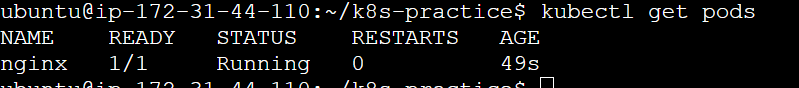 ubuntu@ip-172-31-44-110:~/k8s-practice$ kubectl get pods
NAME READY STATUS RESTARTS AGE
nginx 1/1 Running 0 49s
ubuntu@ip-172-31-44-110:~/k8s-practice$